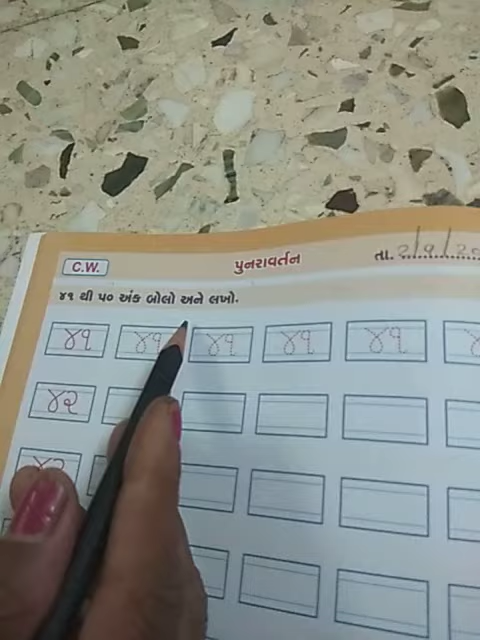 C.W.
પુનરાવર્તન
તા.
૪૧ થી ૫૦ અંક બોલો અને લખો.
૪૧ ૪૧ ૪૧ ૪૧ ૪૧
૪૨